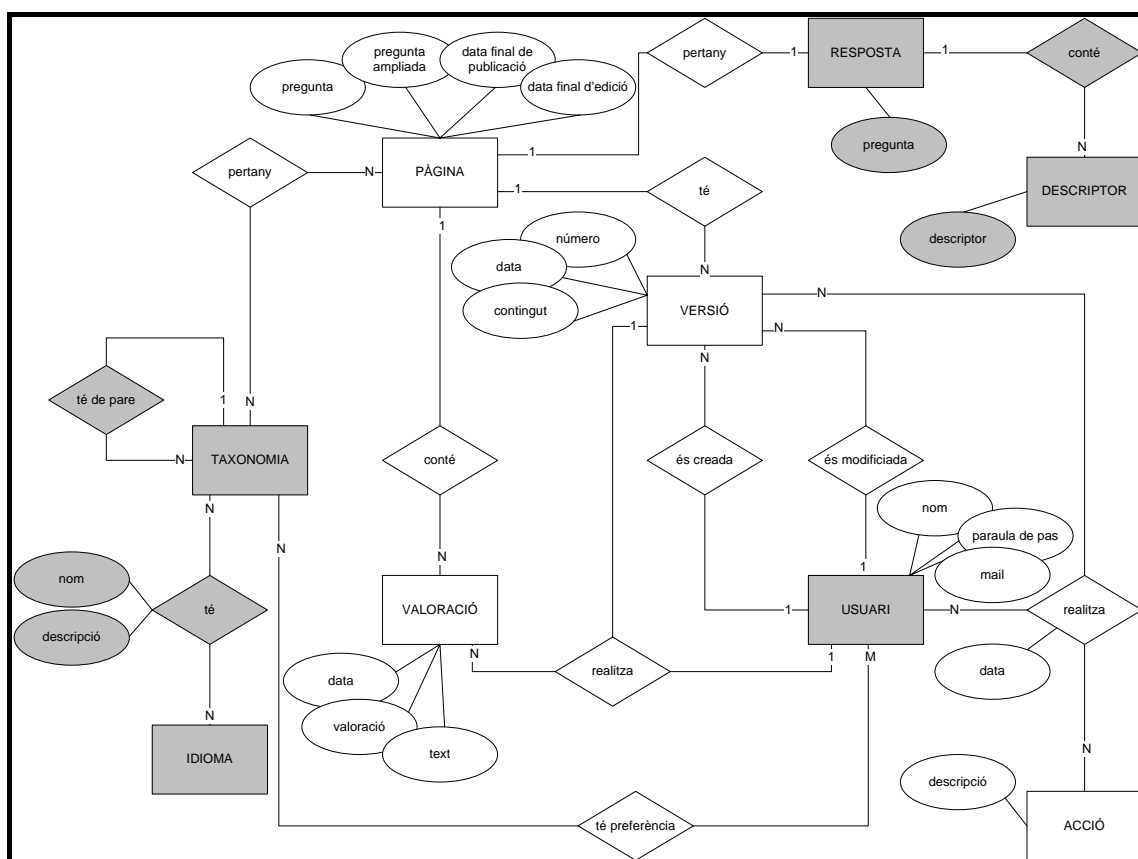 pregunta
pregunta
ampliada
data final de
publicació
data final d'edició
pertany
1
RESPOSTA
1
conté
pregunta
N
DESCRIPTOR
descriptor
pertany
N
PÀGINA
1
1
té
1
número
data
contingut
N
VERSIÓ
N
1
N
N
té de pare
1
N
N
TAXONOMIA
conté
és creada
és modificiada
N
N
nom
descripció
té
N
IDIOMA
N
VALORACIÓ
N
data
valoració
text
realitza
1
1
1
M
USUARI
nom
paraula de pas
mail
N
realitza
data
N
té preferència
descripció
ACCIÓ